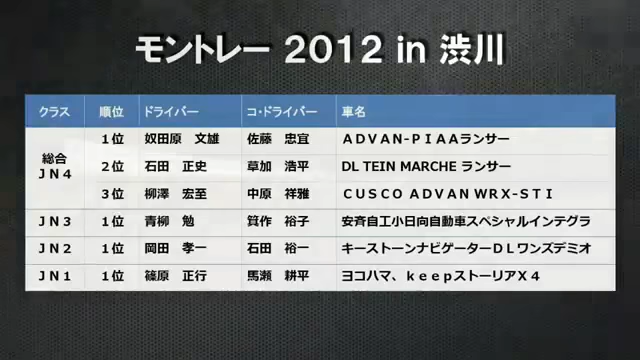 モントレー 2012 in 渋川
クラス 順位 ドライバー コ・ドライバー 車名
総合 JN4 1位 奴田原 文雄 佐藤 忠宜 ADVAN-PIAAランサー
2位 石田 正史 草加 浩平 DL TEIN MARCHE ランサー
3位 柳澤 宏至 中原 祥雅 CUSCO ADVAN WRX-STI
JN3 1位 青柳 勉 筥作 裕子 安斉自工小日向自動車スペシャルインテグラ
JN2 1位 岡田 孝一 石田 裕一 キーストーンナビゲーターDLワンズデミオ
JN1 1位 篠原 正行 馬瀬 耕平 ヨコハマ、keepストーリアX4